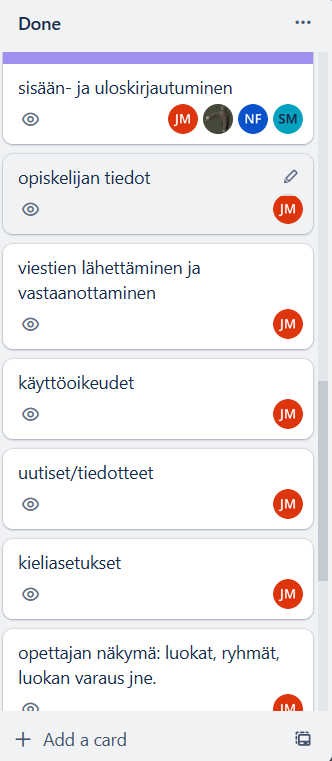 Done
sisään- ja uloskirjautuminen
JM NF SM
opiskelijan tiedot
JM
viestien lähettäminen ja
vastaanottaminen
JM
käyttöoikeudet
JM
uutiset/tiedotteet
JM
kieliasetukset
JM
opettajan näkymä: luokat, ryhmät,
luokan varaus jne.
JM
Add a card